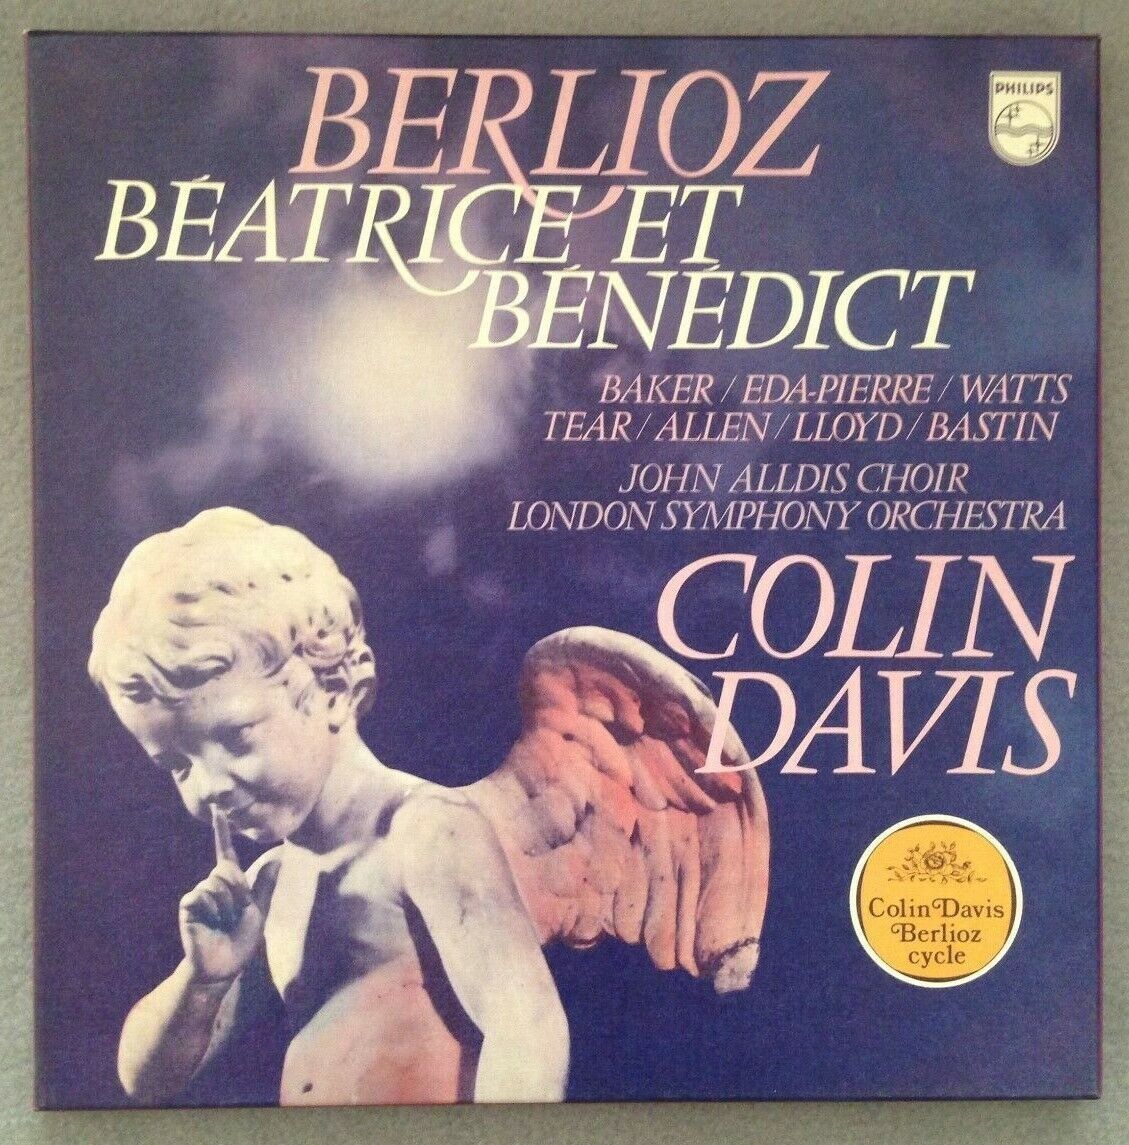 BERLIOZ
PHILIPS
BÉATRICE ET
BÉNÉDICT
BAKER / EDA-PIERRE / WATTS
TEAR / ALLEN / LLOYD / BASTIN
JOHN ALLDIS CHOIR
LONDON SYMPHONY ORCHESTRA
COLIN
DAVIS
Colin Davis
Berlioz
cycle